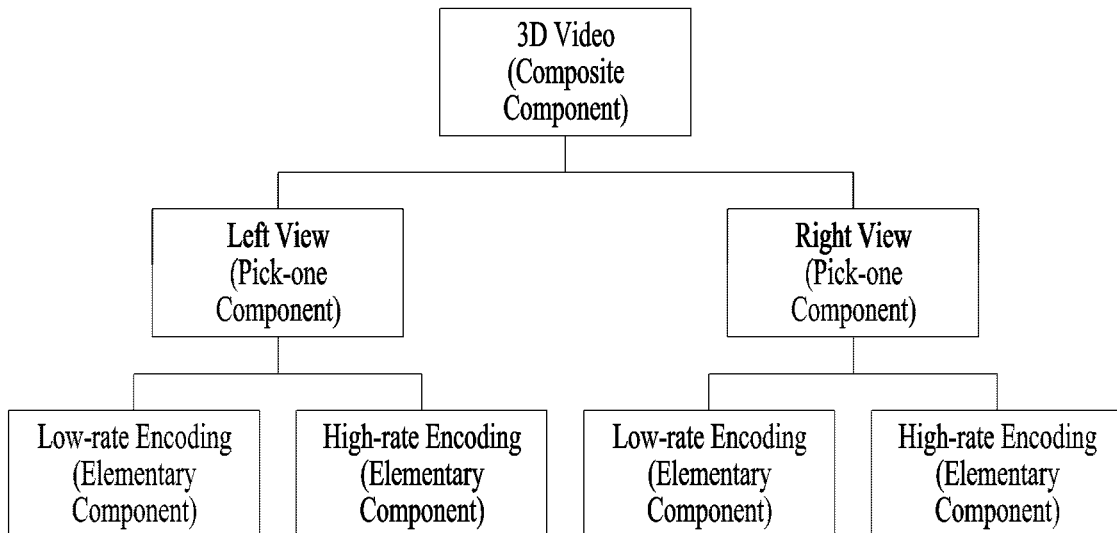 3D Video
(Composite
Component)
Left View
(Pick-one
Component)
Right View
(Pick-one
Component)
Low-rate Encoding
(Elementary
Component)
High-rate Encoding
(Elementary
Component)
Low-rate Encoding
(Elementary
Component)
High-rate Encoding
(Elementary
Component)